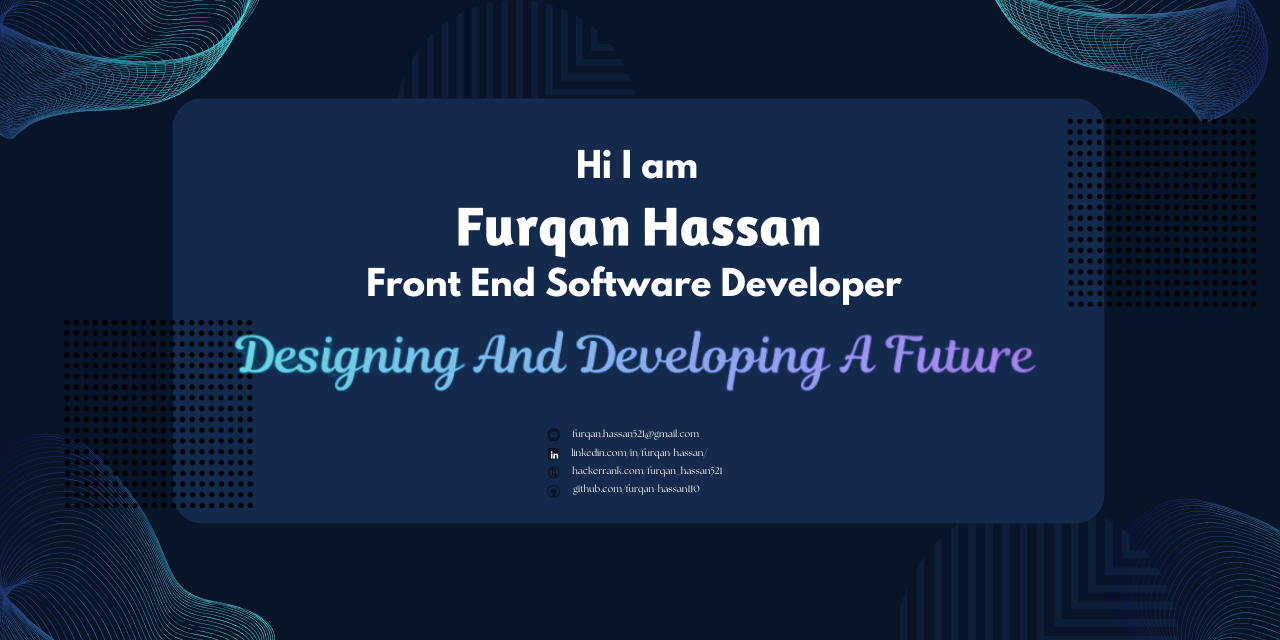 Hi I am
Furqan Hassan
Front End Software Developer
Designing And Developing A Future
furqan.hassan521@gmail.com
in linkedin.com/in/furqan-hassan/
hackerrank.com/furqan_hassan521
github.com/furqan-hassan110